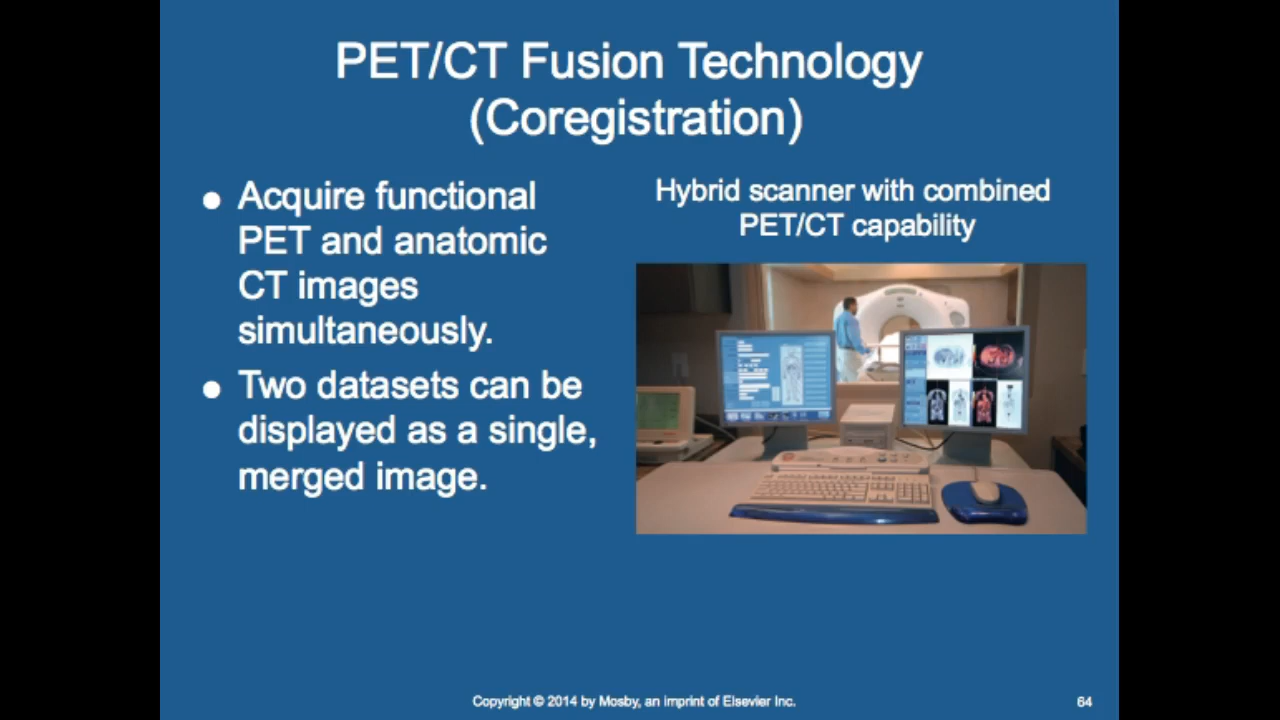 PET/CT Fusion Technology
(Coregistration)
• Acquire functional
PET and anatomic
CT images
simultaneously.
• Two datasets can be
displayed as a single,
merged image.
Hybrid scanner with combined
PET/CT capability
Copyright © 2014 by Mosby, an imprint of Elsevier Inc.
64